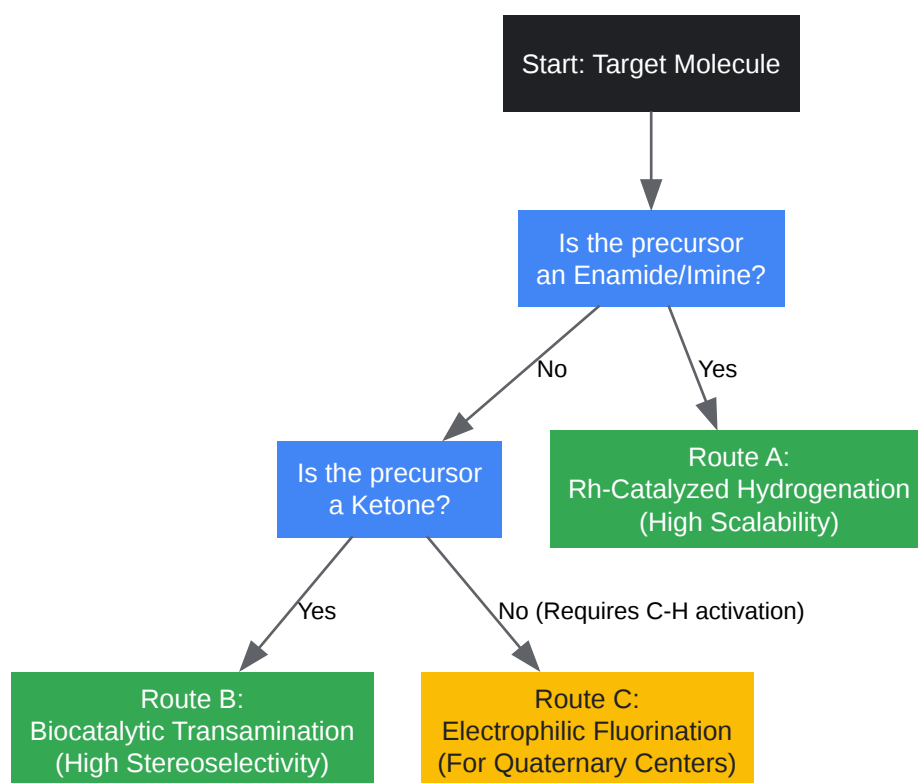 Start: Target Molecule
Is the precursor
an Enamide/Imine?
No
Yes
Is the precursor
a Ketone?
Route A:
Rh-Catalyzed Hydrogenation
(High Scalability)
Yes
No (Requires C-H activation)
Route B:
Biocatalytic Transamination
(High Stereoselectivity)
Route C:
Electrophilic Fluorination
(For Quaternary Centers)